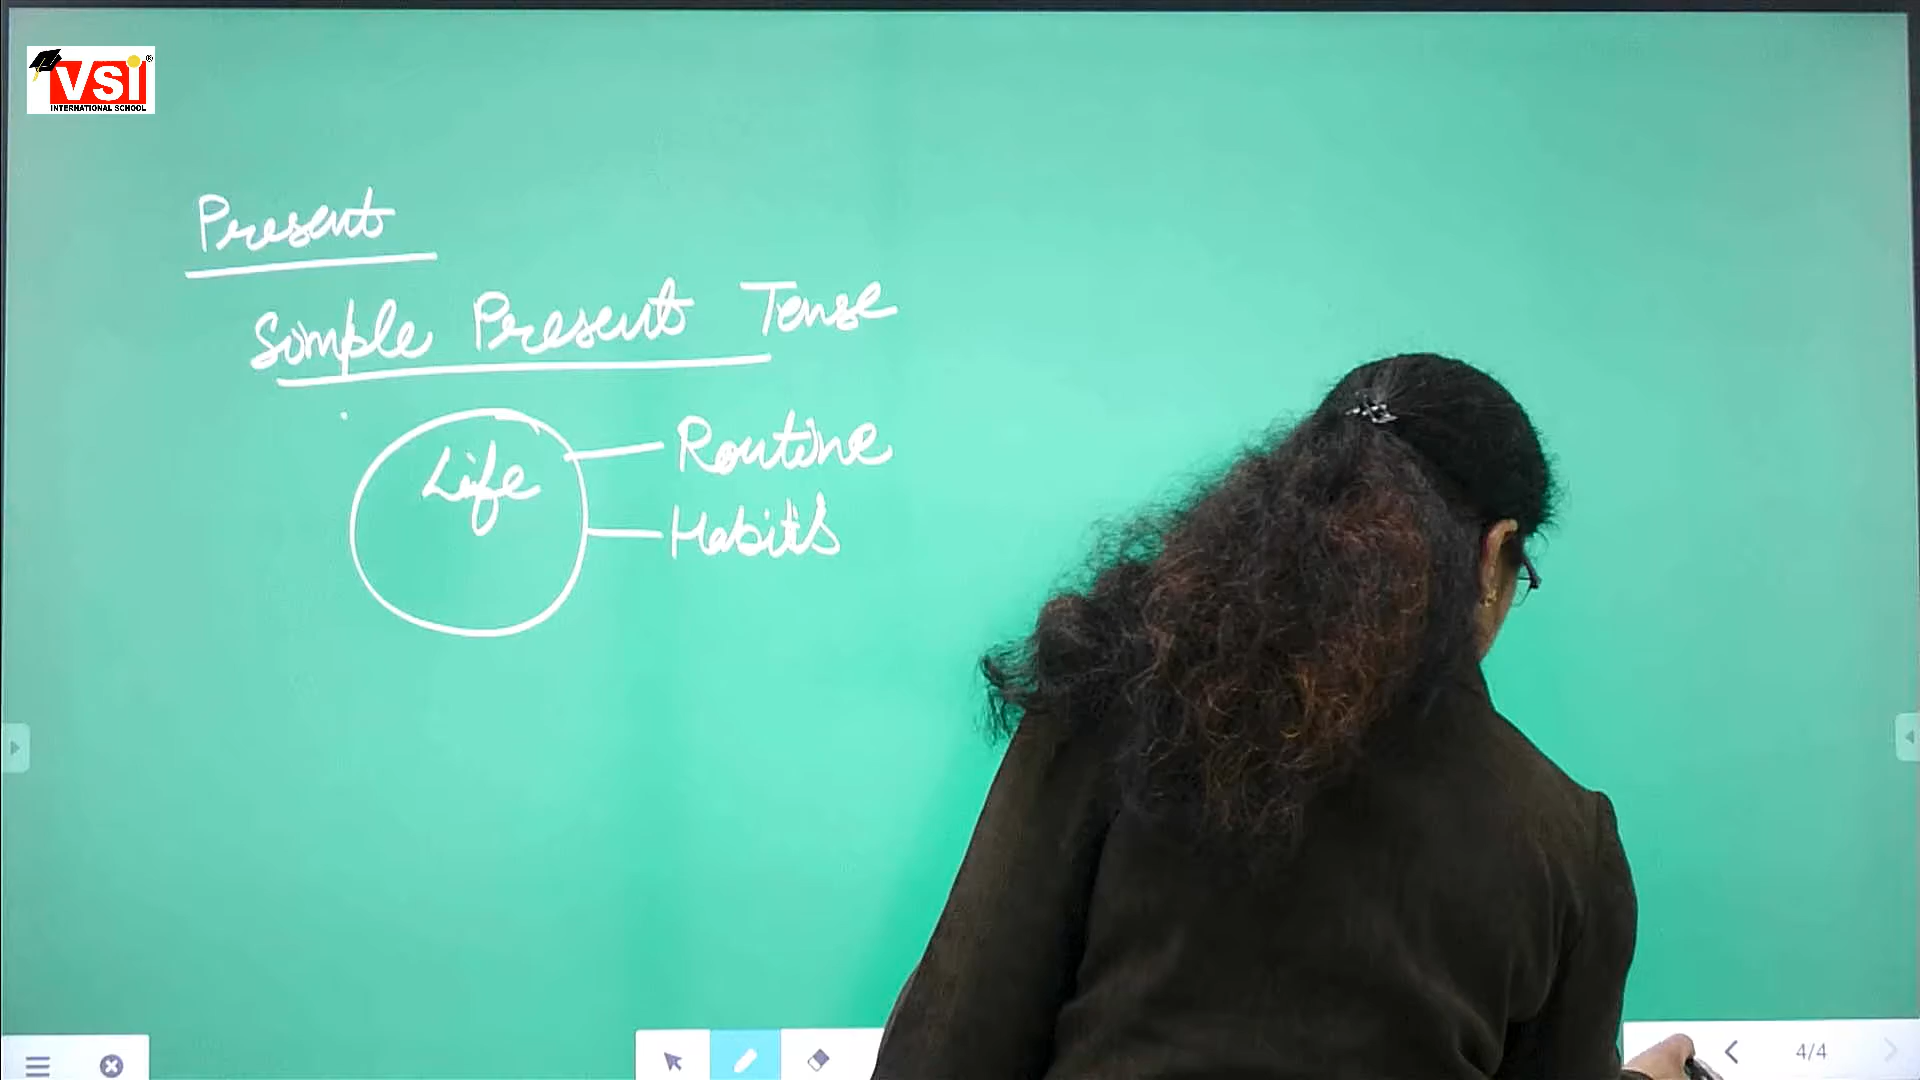 VSI®
INTERNATIONAL SCHOOL
Present
Simple Present Tense
Life
Routine
Habits
4/4